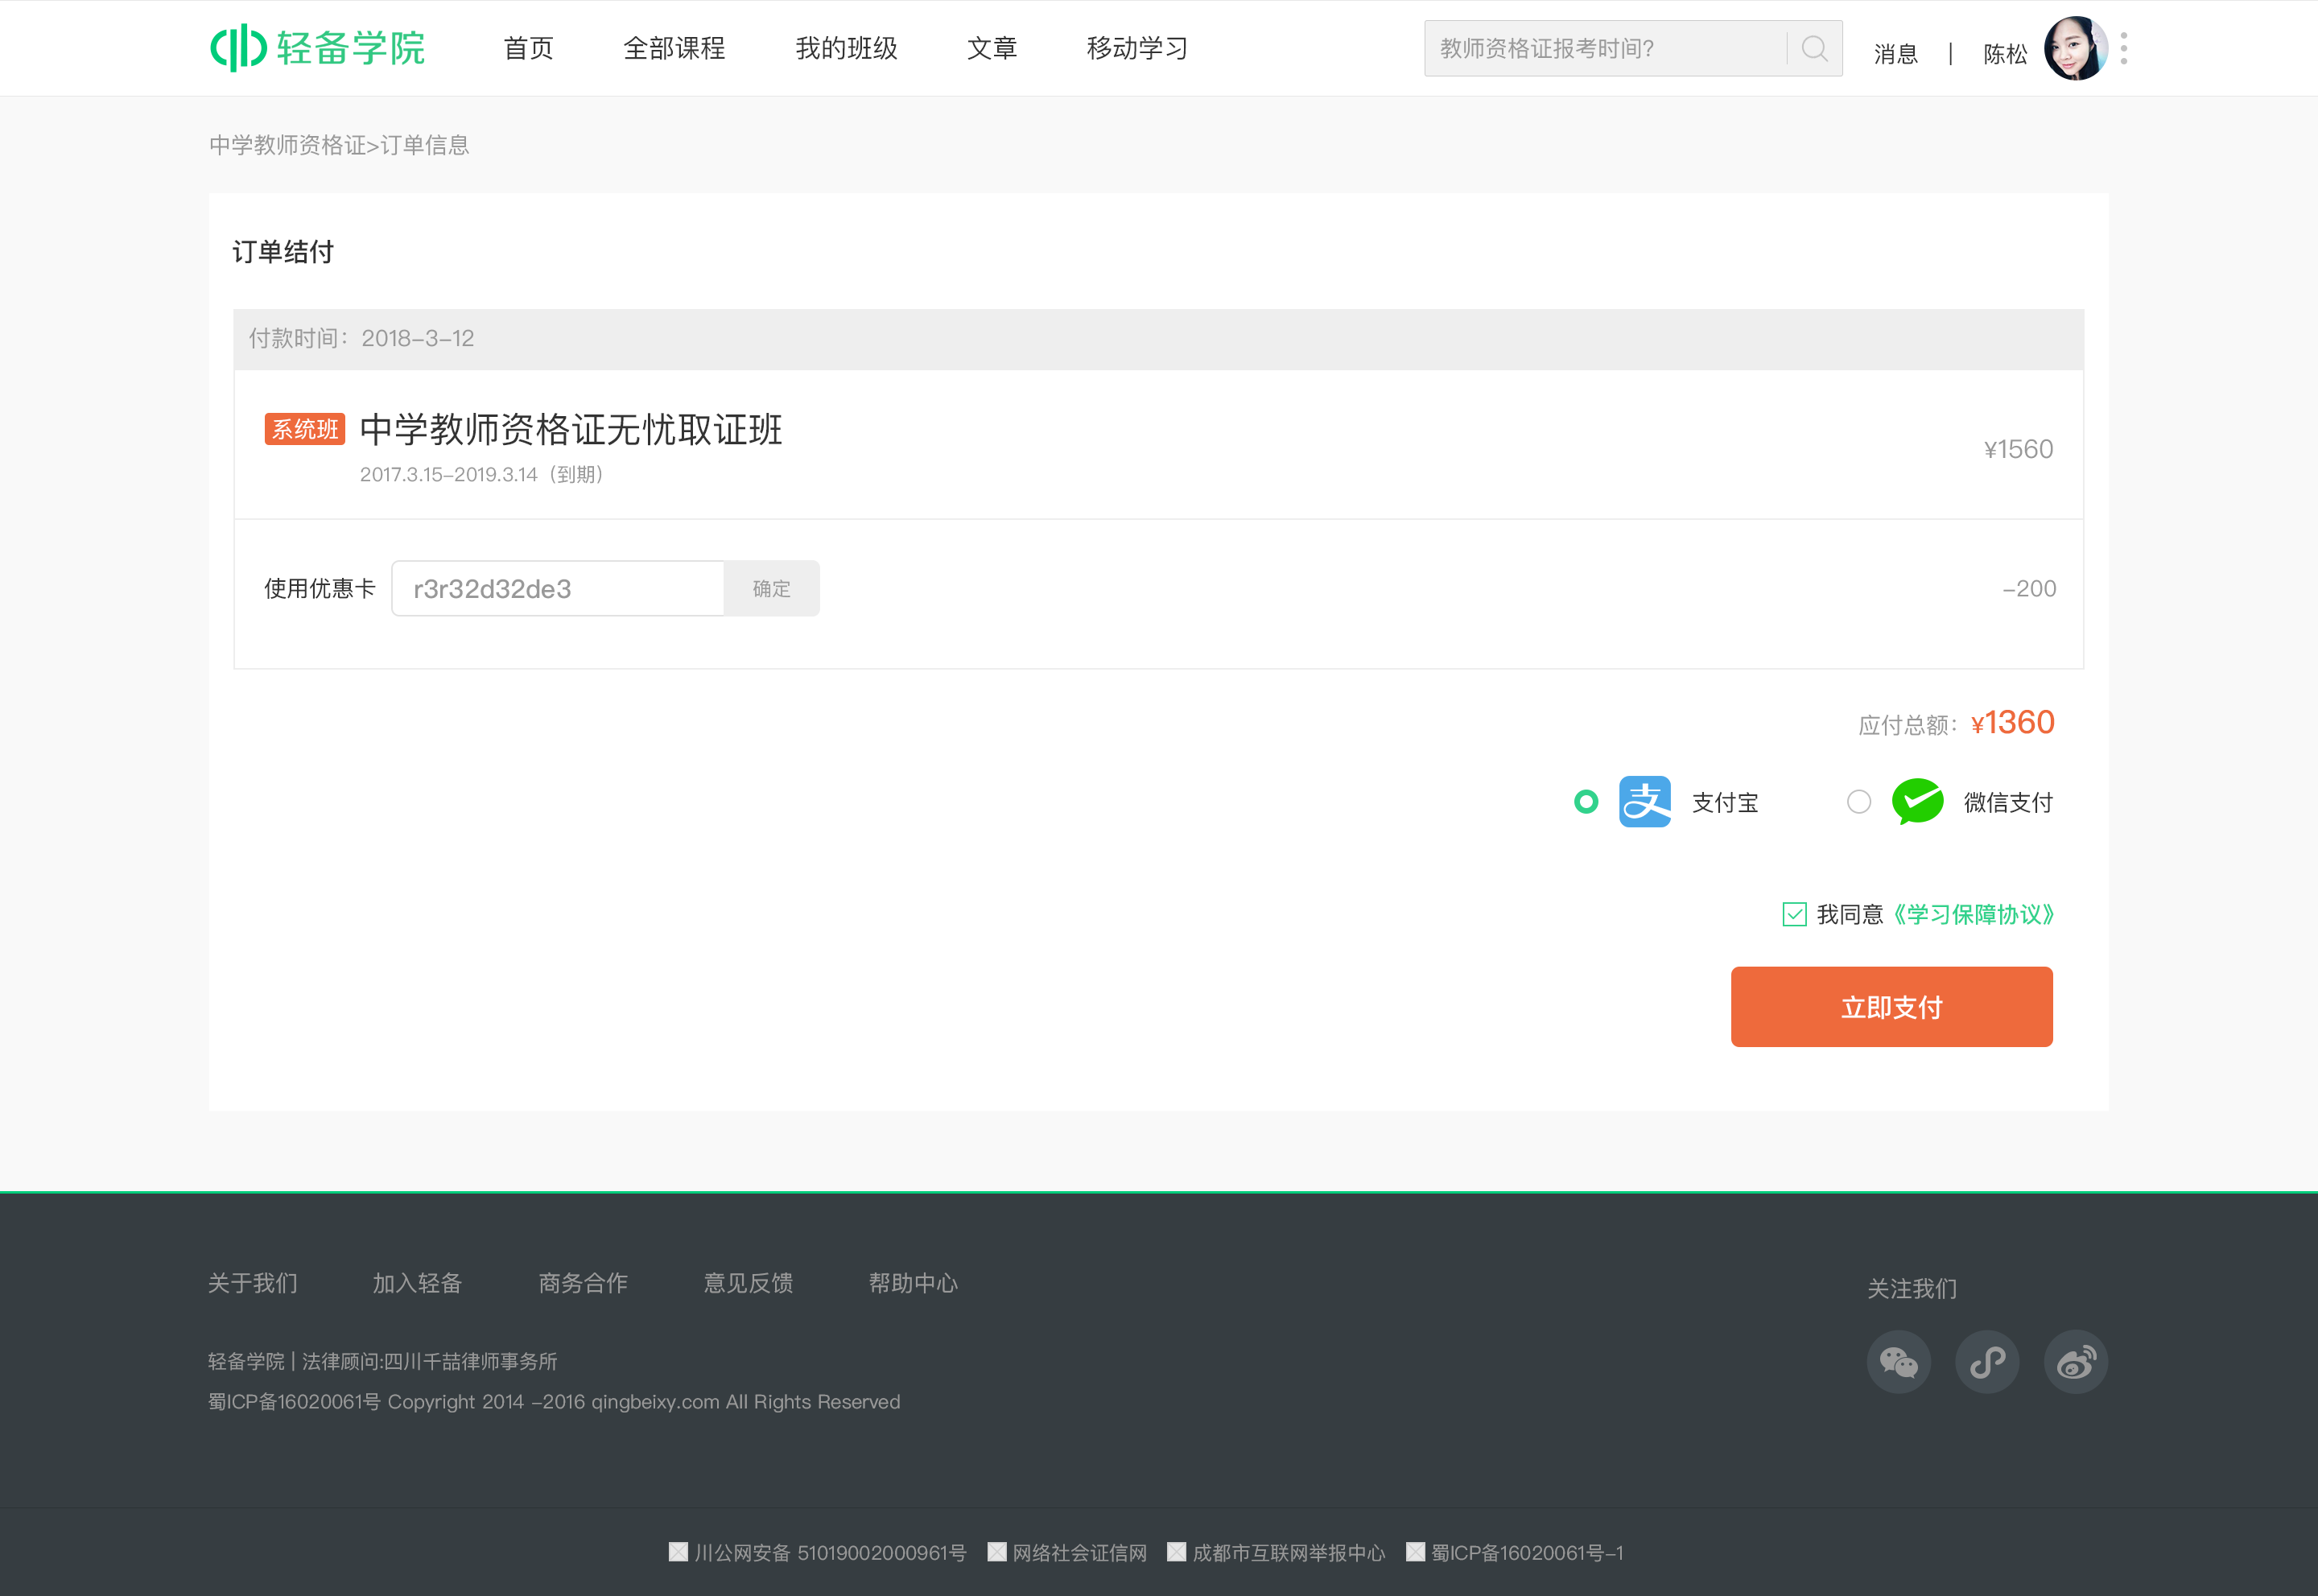 轻备学院 首页 全部课程 我的班级 文章 移动学习 教师资格证报考时间? 消息 | 陈松
中学教师资格证>订单信息
订单结付
付款时间：2018-3-12
系统班 中学教师资格证无忧取证班
2017.3.15-2019.3.14（到期）
¥1560
使用优惠卡 r3r32d32de3 确定 -200
应付总额：¥1360
支 支付宝 微信支付
我同意《学习保障协议》
立即支付
关于我们 加入轻备 商务合作 意见反馈 帮助中心
关注我们
轻备学院 | 法律顾问:四川千喆律师事务所
蜀ICP备16020061号 Copyright 2014 -2016 qingbeixy.com All Rights Reserved
川公网安备 51019002000961号 网络社会证信网 成都市互联网举报中心 蜀ICP备16020061号-1